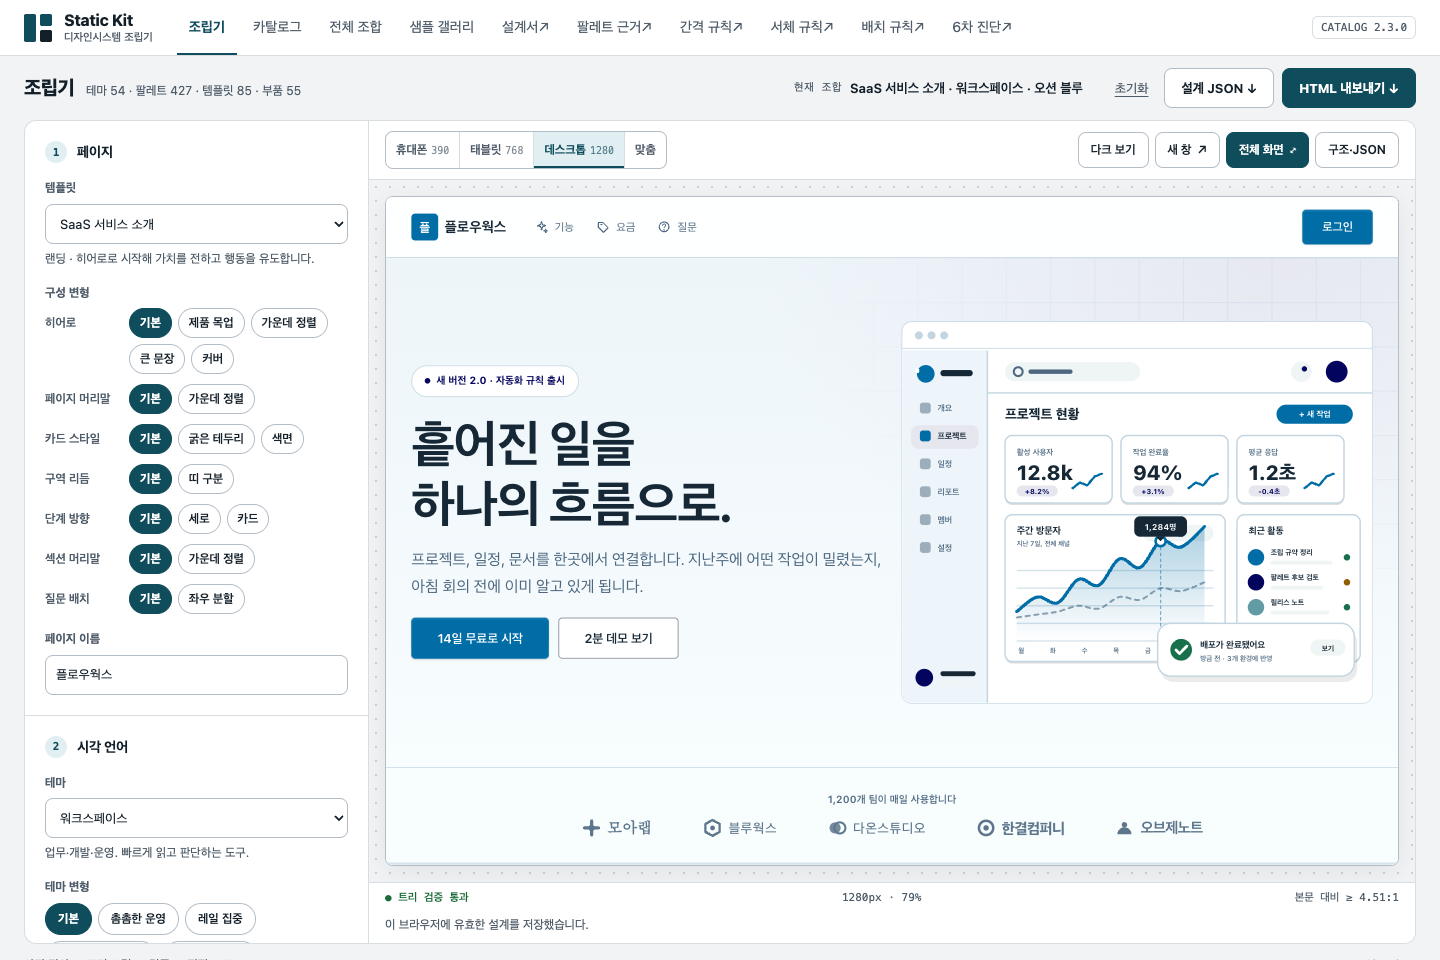 Static Kit
디자인시스템 조립기
조립기
카탈로그
전체 조합
샘플 갤러리
설계서↗
팔레트 근거↗
간격 규칙↗
서체 규칙↗
배치 규칙↗
6차 진단↗
CATALOG 2.3.0
조립기
테마 54 · 팔레트 427 · 템플릿 85 · 부품 55
현재 조합 SaaS 서비스 소개 · 워크스페이스 · 오션 블루
초기화
설계 JSON ↓
HTML 내보내기 ↓
1 페이지
템플릿
SaaS 서비스 소개
랜딩 · 히어로로 시작해 가치를 전하고 행동을 유도합니다.
구성 변형
히어로
기본
제품 목업
가운데 정렬
큰 문장
커버
페이지 머리말
기본
가운데 정렬
카드 스타일
기본
굵은 테두리
색면
구역 리듬
기본
띠 구분
단계 방향
기본
세로
카드
섹션 머리말
기본
가운데 정렬
질문 배치
기본
좌우 분할
페이지 이름
플로우웍스
2 시각 언어
테마
워크스페이스
업무·개발·운영. 빠르게 읽고 판단하는 도구.
테마 변형
기본
촘촘한 운영
레일 집중
휴대폰 390
태블릿 768
데스크톱 1280
맞춤
다크 보기
새 창 ↗
전체 화면 ⤢
구조·JSON
플 플로우웍스
기능
요금
질문
로그인
새 버전 2.0 · 자동화 규칙 출시
흩어진 일을
하나의 흐름으로.
프로젝트, 일정, 문서를 한곳에서 연결합니다. 지난주에 어떤 작업이 밀렸는지,
아침 회의 전에 이미 알고 있게 됩니다.
14일 무료로 시작
2분 데모 보기
개요
프로젝트
일정
리포트
멤버
설정
프로젝트 현황
+ 새 작업
활성 사용자
12.8k
+8.2%
작업 완료율
94%
+3.1%
평균 응답
1.2초
-0.4초
주간 방문자
지난 7일, 전체 채널
1,284명
월 화 수 목 금
최근 활동
조립 규약 정리
팔레트 후보 검토
릴리스 노트
배포가 완료됐어요
방금 전 · 3개 환경에 반영
보기
1,200개 팀이 매일 사용합니다
모아랩
블루웍스
다온스튜디오
한결컴퍼니
오브제노트
트리 검증 통과
1280px · 79%
본문 대비 ≥ 4.51:1
이 브라우저에 유효한 설계를 저장했습니다.